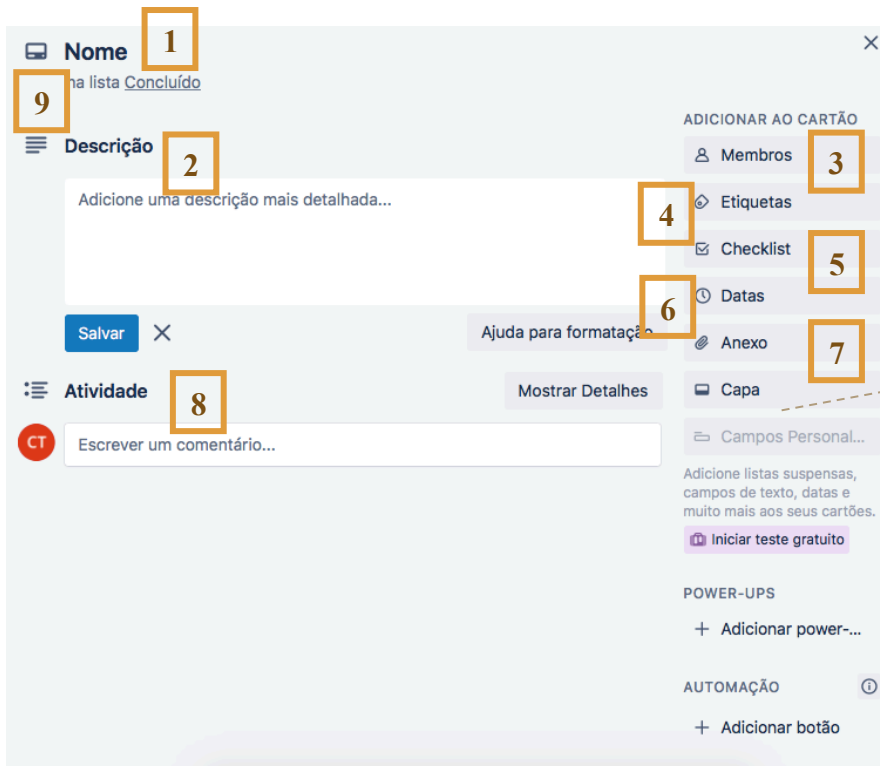 1
Nome
na lista Concluído
9
Descrição
2
Adicione uma descrição mais detalhada...
Salvar
Ajuda para formatação
Atividade
8
Mostrar Detalhes
CT
Escrever um comentário...
ADICIONAR AO CARTÃO
Membros
3
4
Etiquetas
Checklist
5
6
Datas
Anexo
7
Capa
Campos Personal...
Adicione listas suspensas,
campos de texto, datas e
muito mais aos seus cartões.
Iniciar teste gratuito
POWER-UPS
+ Adicionar power-...
AUTOMAÇÃO
+ Adicionar botão